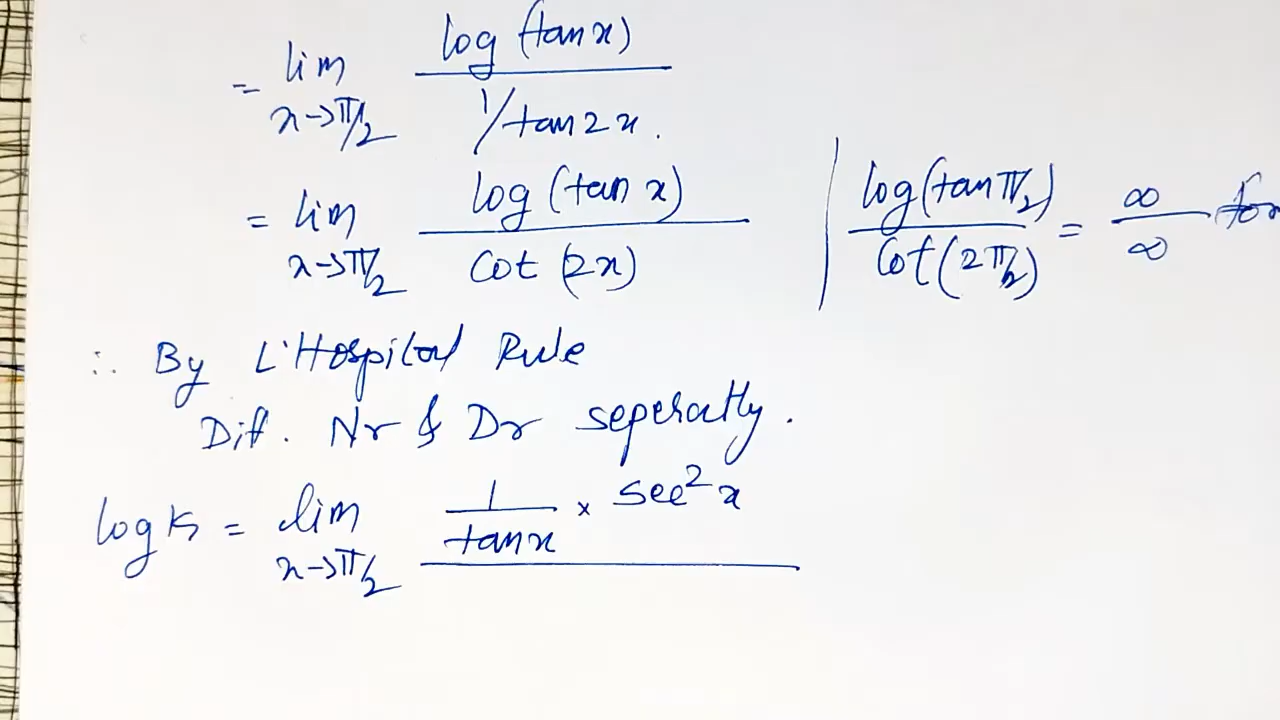 = lim x→π/2 log (tan x) / 1/tan 2x .
= lim x→π/2 log (tan x) / cot (2x)
log (tan π/2) / cot (2π/2) = ∞/∞ for
∴ By L'Hospital Rule
Dif. Nr & Dr seperatly.
log k = lim x→π/2 1/tan x × sec² x